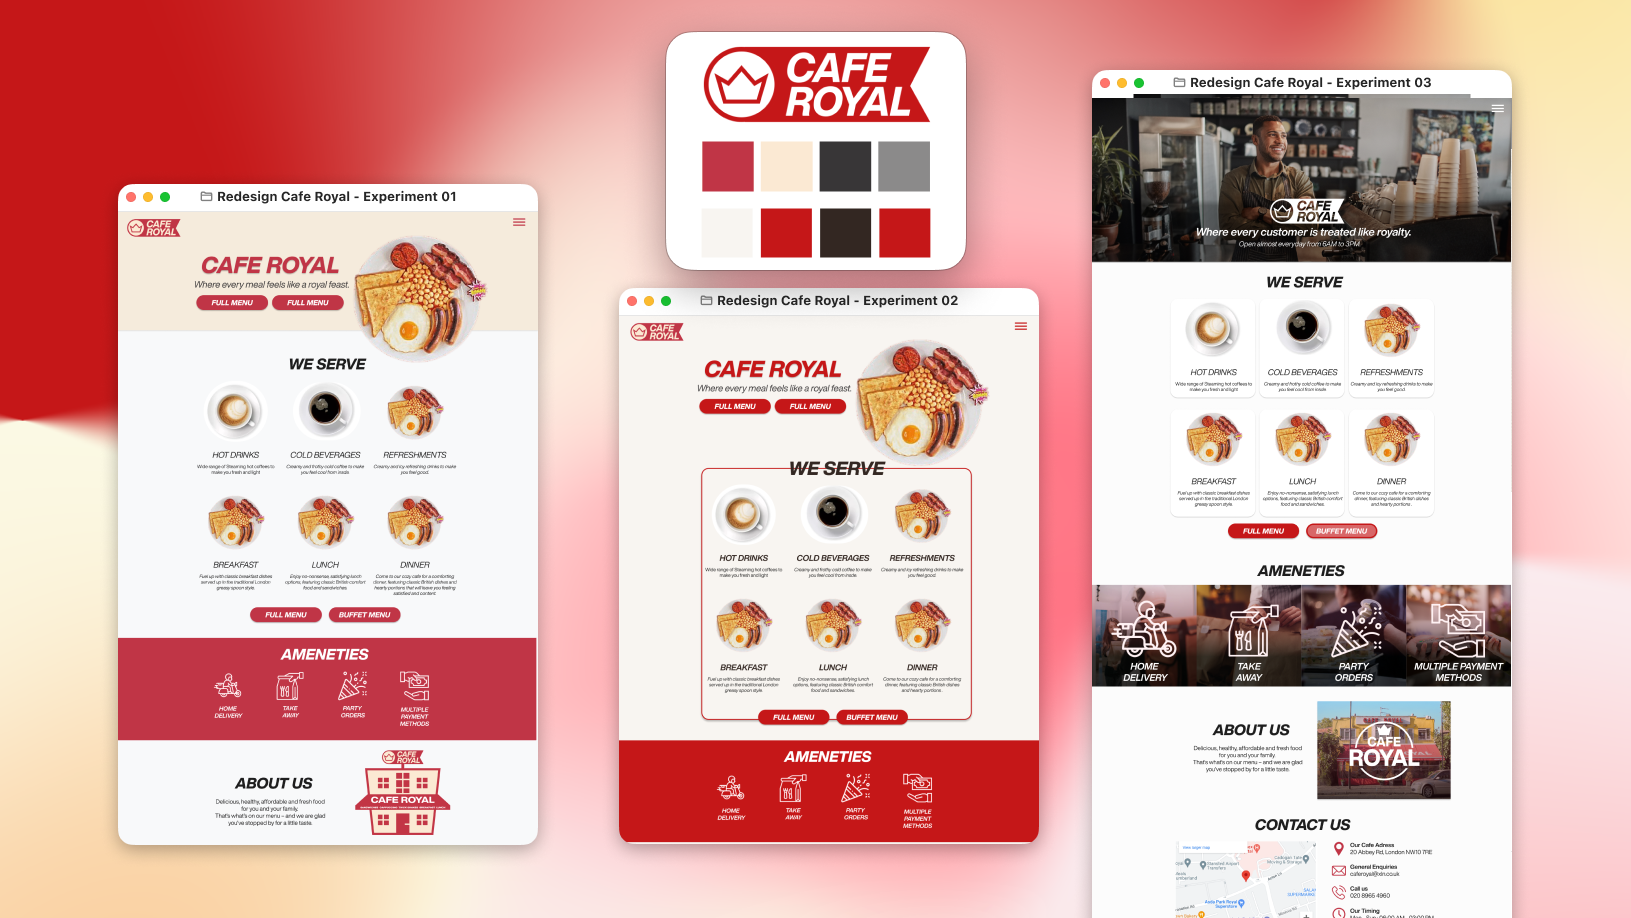 CAFE
ROYAL
Redesign Cafe Royal - Experiment 01
CAFE
ROYAL
CAFE ROYAL
Where every meal feels like a royal feast.
FULL MENU
FULL MENU
WE SERVE
HOT DRINKS
Wide range of Steaming hot coffees to
make you fresh and light
COLD BEVERAGES
Creamy and frothy cold coffee to make
you feel cool from inside
REFRESHMENTS
Creamy and icy refreshing drinks to make
you feel good.
BREAKFAST
Fuel up with classic breakfast dishes
served up in the traditional London
greasy spoon style.
LUNCH
Enjoy no-nonsense, satisfying lunch
options, featuring classic British comfort
food and sandwiches.
DINNER
Come to our cozy cafe for a comforting
dinner, featuring classic British dishes and
hearty portions that will leave you feeling
satisfied and content
FULL MENU
BUFFET MENU
AMENETIES
HOME
DELIVERY
TAKE
AWAY
PARTY
ORDERS
MULTIPLE
PAYMENT
METHODS
ABOUT US
Delicious, healthy, affordable and fresh food
for you and your family.
That's what's on our menu – and we are glad
you've stopped by for a little taste.
CAFE
ROYAL
CAFE ROYAL
Redesign Cafe Royal - Experiment 02
CAFE
ROYAL
CAFE ROYAL
Where every meal feels like a royal feast.
FULL MENU
FULL MENU
WE SERVE
HOT DRINKS
Wide range of Steaming hot coffees to
make you fresh and light
COLD BEVERAGES
Creamy and frothy cold coffee to make
you feel cool from inside.
REFRESHMENTS
Creamy and icy refreshing drinks to make
you feel good.
BREAKFAST
Fuel up with classic breakfast dishes
served up in the traditional London
greasy spoon style.
LUNCH
Enjoy no-nonsense, satisfying lunch
options, featuring classic British comfort
food and sandwiches.
DINNER
Come to our cozy cafe for a comforting
dinner, featuring classic British dishes
and hearty portions .
FULL MENU
BUFFET MENU
AMENETIES
HOME
DELIVERY
TAKE
AWAY
PARTY
ORDERS
MULTIPLE
PAYMENT
METHODS
Redesign Cafe Royal - Experiment 03
CAFE
ROYAL
Where every customer is treated like royalty.
Open almost everyday from 6AM to 3PM
WE SERVE
HOT DRINKS
Wide range of Steaming hot coffees to
make you fresh and light
COLD BEVERAGES
Creamy and frothy cold coffee to make
you feel cool from inside
REFRESHMENTS
Creamy and icy refreshing drinks to make
you feel good.
BREAKFAST
Fuel up with classic breakfast dishes
served up in the traditional London
greasy spoon style.
LUNCH
Enjoy no-nonsense, satisfying lunch
options, featuring classic British comfort
food and sandwiches.
DINNER
Come to our cozy cafe for a comforting
dinner, featuring classic British dishes
and hearty portions .
FULL MENU
BUFFET MENU
AMENETIES
HOME
DELIVERY
TAKE
AWAY
PARTY
ORDERS
MULTIPLE PAYMENT
METHODS
ABOUT US
Delicious, healthy, affordable and fresh food
for you and your family.
That's what's on our menu – and we are glad
you've stopped by for a little taste.
CAFE
ROYAL
CONTACT US
View larger map
Stansted Airport
Transfers
Cadogan Tate
Moving & Storage
Asda Park Royal
Superstore
Our Cafe Adress
20 Abbey Rd, London NW10 7RE
General Enquiries
caferoyal@xln.co.uk
Call us
020 8965 4960
Our Timing